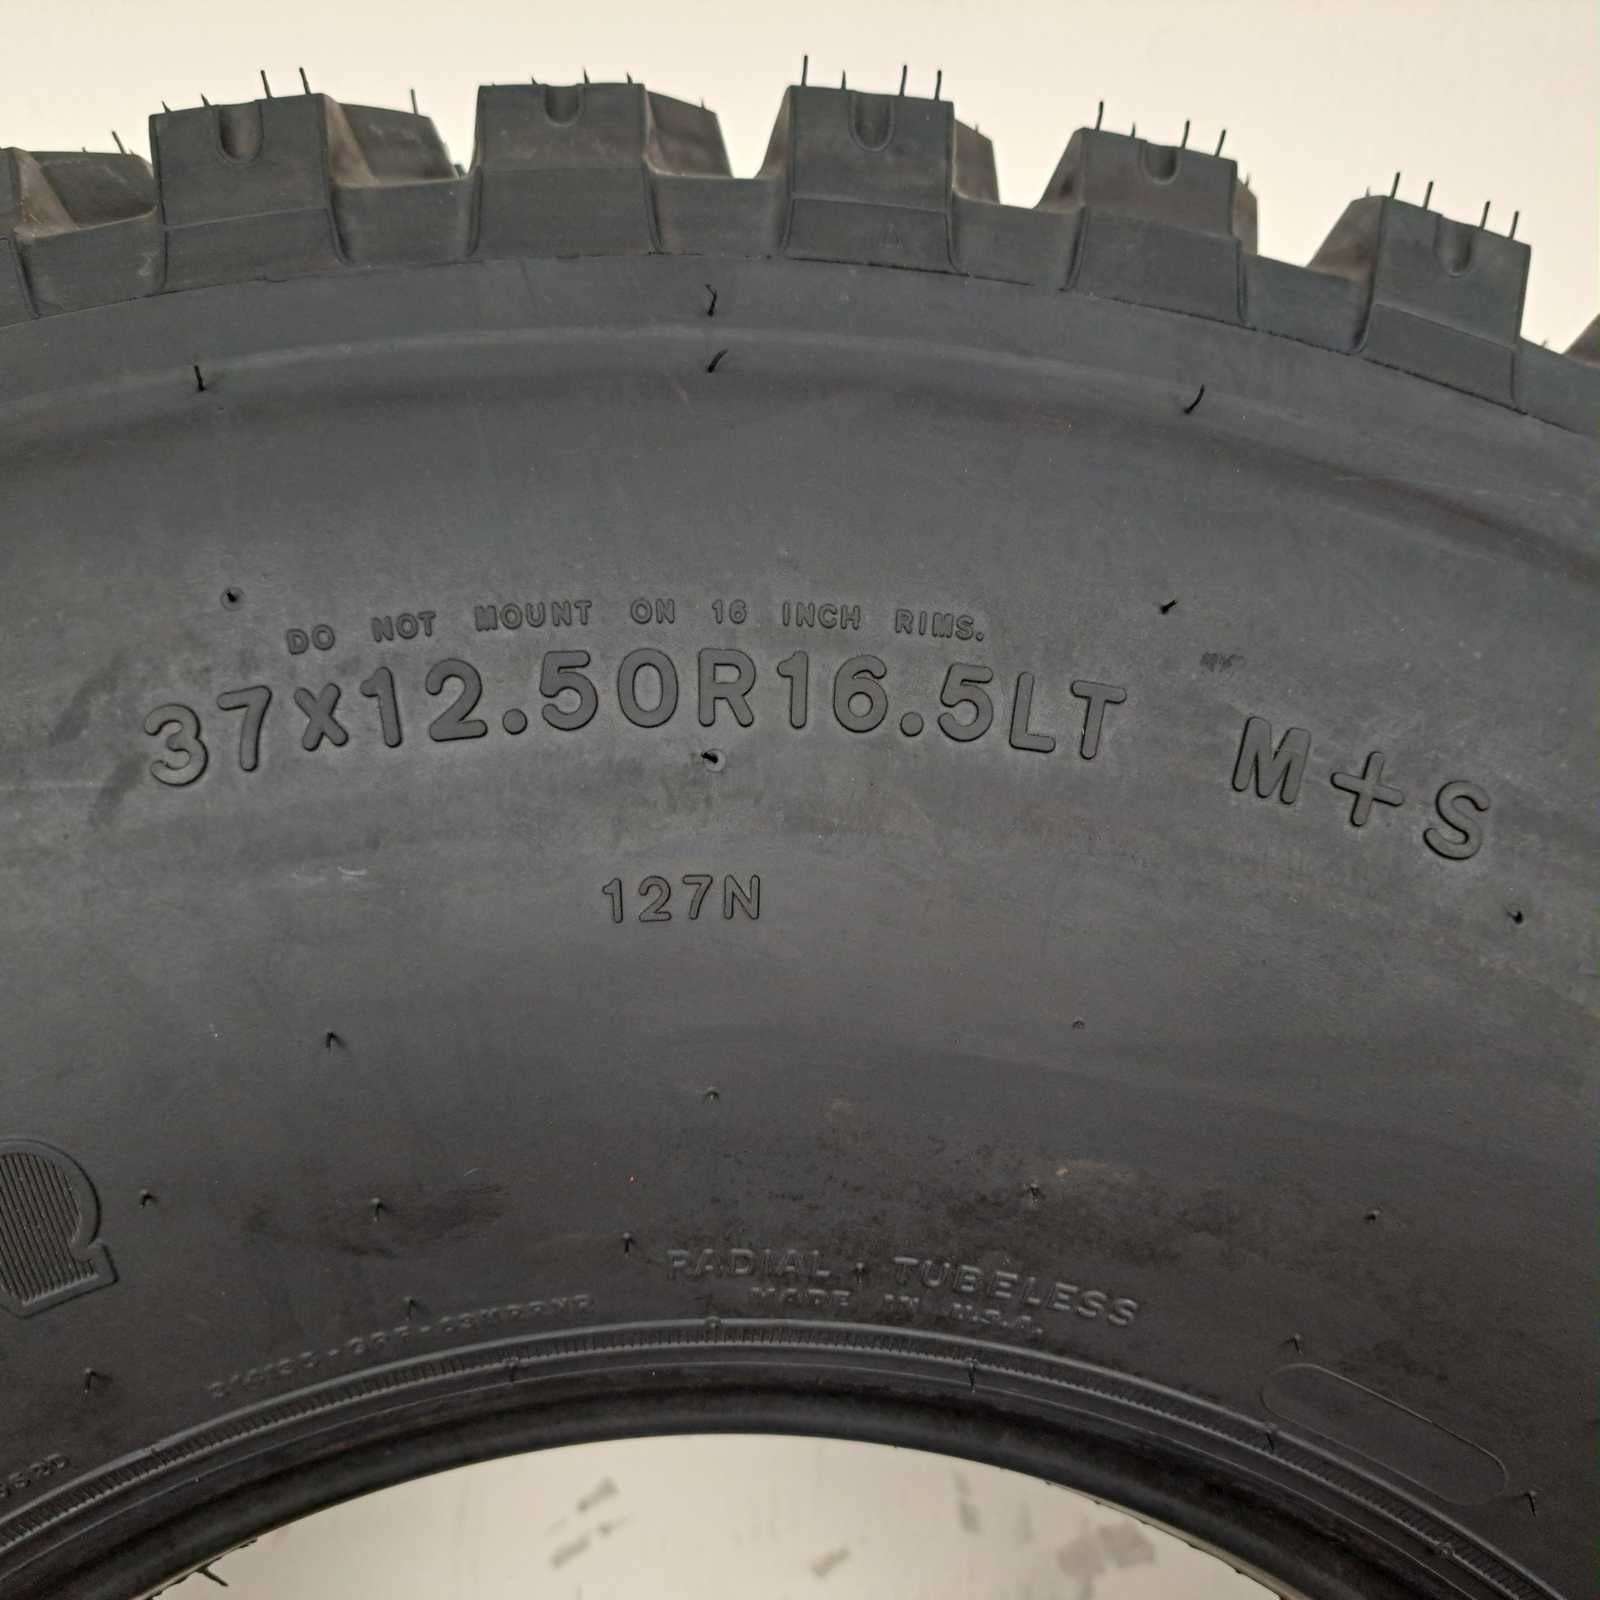 DO NOT MOUNT ON 16 INCH RIMS.
37X12.50R16.5LT M+S
127N
RADIAL TUBELESS
MADE IN U.S.A.